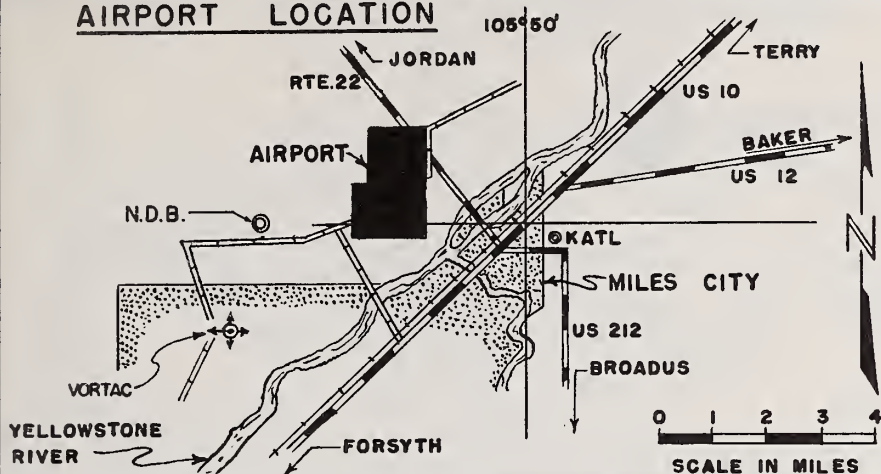 AIRPORT LOCATION
105° 50'
JORDAN
TERRY
RTE. 22
US 10
AIRPORT
BAKER
US 12
N.D.B.
KATL
N
MILES CITY
US 212
VORTAC
BROADUS
YELLOWSTONE
RIVER
FORSYTH
0 1 2 3 4
SCALE IN MILES